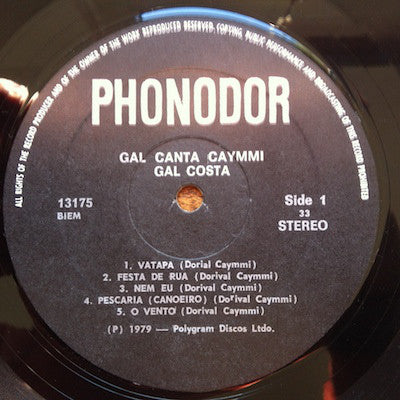 ALL RIGHTS OF THE RECORD PRODUCER AND OF THE OWNER OF THE WORK REPRODUCED RESERVED. COPYING, PUBLIC PERFORMANCE AND BROADCASTING OF THIS RECORD PROHIBITED
PHONODOR
GAL CANTA CAYMMI
GAL COSTA
13175
BIEM
Side 1
33
STEREO
1. VATAPA (Dorial Caymmi)
2. FESTA DE RUA (Dorival Caymmi)
3. NEM EU (Dorival Caymmi)
4. PESCARIA (CANOEIRO) (Dorival Caymmi)
5. O VENTO (Dorival Caymmi)
(P) 1979 — Polygram Discos Ltdo.